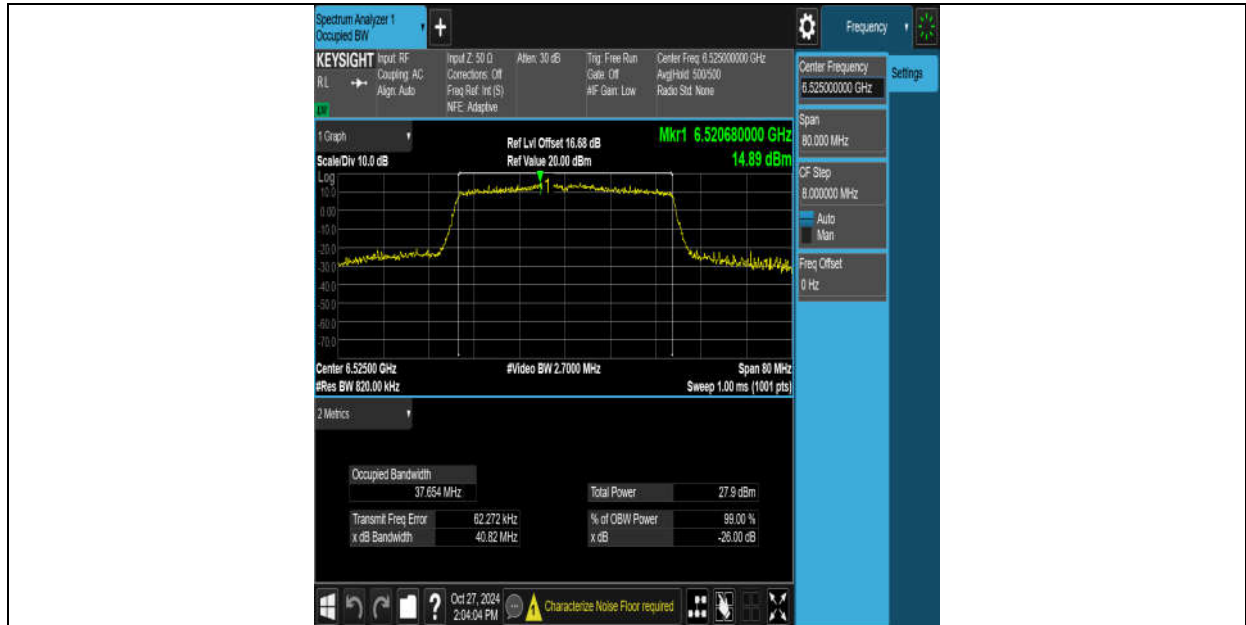 Spectrum Analyzer 1
Occupied BW
+
Frequency
KEYSIGHT
R L
Input: RF
Coupling: AC
Align: Auto
Input Z: 50 Ω
Corrections: Off
Freq Ref: Int (S)
NFE: Adaptive
Atten: 30 dB
Trig: Free Run
Gate: Off
#IF Gain: Low
Center Freq: 6.525000000 GHz
Avg|Hold: 500/500
Radio Std: None
Center Frequency
6.525000000 GHz
Settings
Span
80.000 MHz
CF Step
8.000000 MHz
Auto
Man
Freq Offset
0 Hz
1 Graph
Scale/Div 10.0 dB
Ref Lvl Offset 16.68 dB
Ref Value 20.00 dBm
Mkr1 6.520680000 GHz
14.89 dBm
Log
10.0
0.00
-10.0
-20.0
-30.0
-40.0
-50.0
-60.0
-70.0
1
Center 6.52500 GHz
#Res BW 820.00 kHz
#Video BW 2.7000 MHz
Span 80 MHz
Sweep 1.00 ms (1001 pts)
2 Metrics
Occupied Bandwidth
37.654 MHz
Total Power 27.9 dBm
Transmit Freq Error 62.272 kHz
% of OBW Power 99.00 %
x dB Bandwidth 40.82 MHz
x dB -26.00 dB
?
Oct 27, 2024
2:04:04 PM
Characterize Noise Floor required